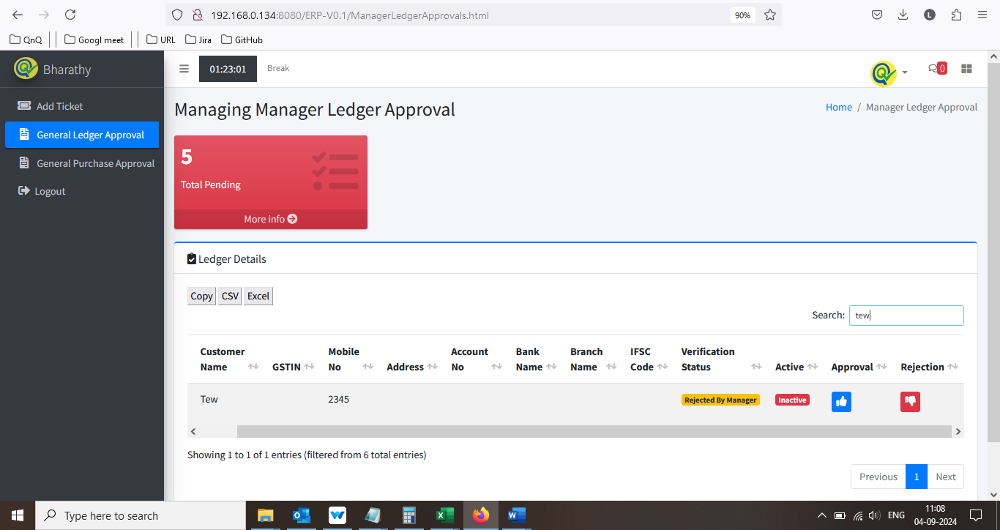 192.168.0.134:8080/ERP-V0.1/ManagerLedgerApprovals.html
90%
L
QnQ
Googl meet
URL
Jira
GitHub
Bharathy
01:23:01
Break
0
Add Ticket
General Ledger Approval
General Purchase Approval
Logout
Managing Manager Ledger Approval
Home / Manager Ledger Approval
5
Total Pending
More info
Ledger Details
Copy
CSV
Excel
Search: tew
Customer Name
GSTIN
Mobile No
Address
Account No
Bank Name
Branch Name
IFSC Code
Verification Status
Active
Approval
Rejection
Tew
2345
Rejected By Manager
Inactive
Showing 1 to 1 of 1 entries (filtered from 6 total entries)
Previous
1
Next
Type here to search
ENG
11:08
04-09-2024